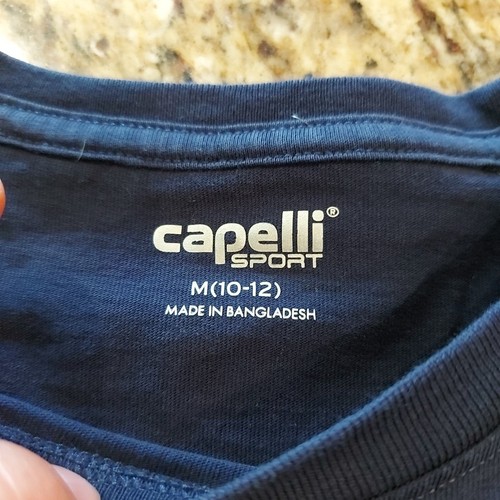 capelli®
SPORT
M(10-12)
MADE IN BANGLADESH